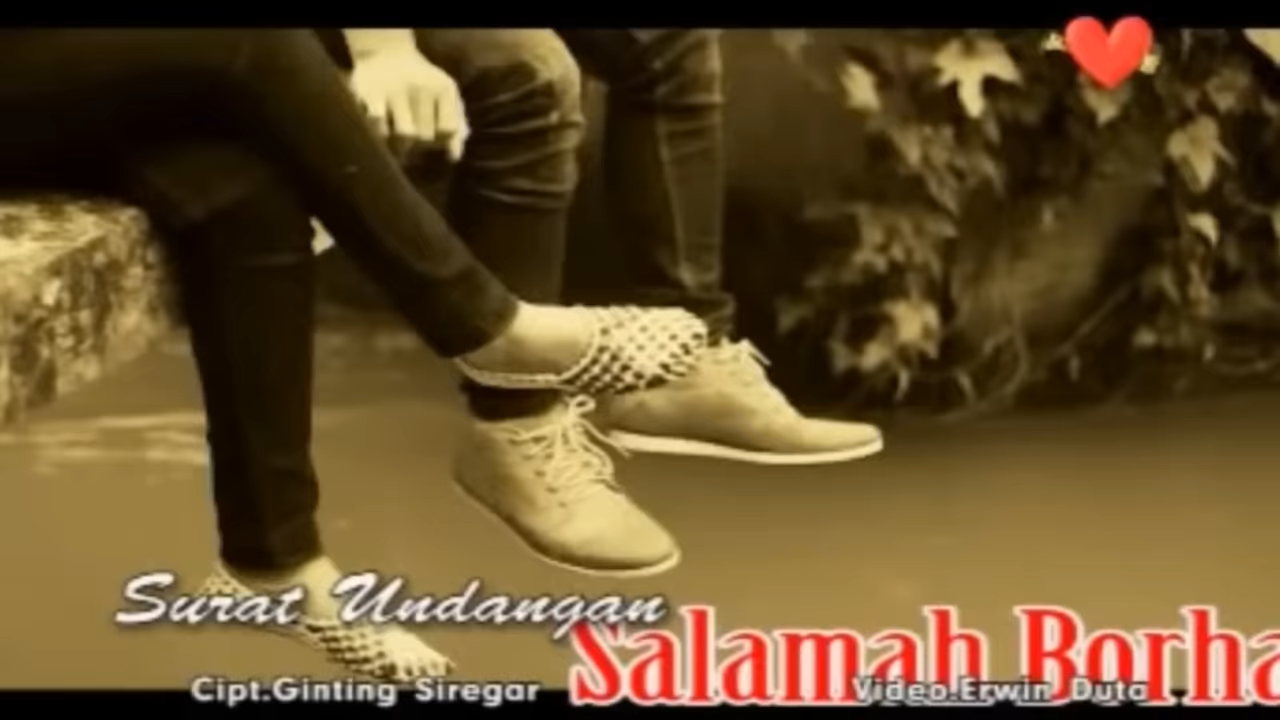 Surat Undangan
Salamah Borha
Cipt.Ginting Siregar
Video.Erwin Duta